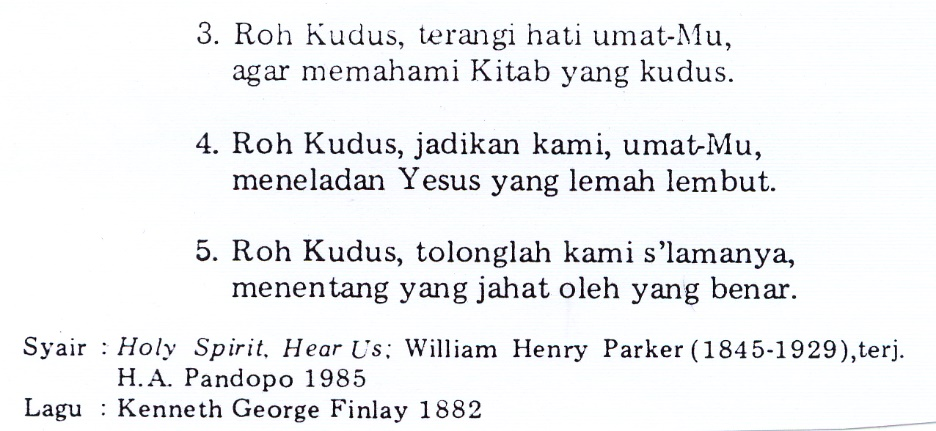 3. Roh Kudus, terangi hati umat-Mu,
agar memahami Kitab yang kudus.
4. Roh Kudus, jadikan kami, umat-Mu,
meneladan Yesus yang lemah lembut.
5. Roh Kudus, tolonglah kami s'lamanya,
menentang yang jahat oleh yang benar.
Syair : Holy Spirit, Hear Us; William Henry Parker (1845-1929),terj.
H.A. Pandopo 1985
Lagu : Kenneth George Finlay 1882